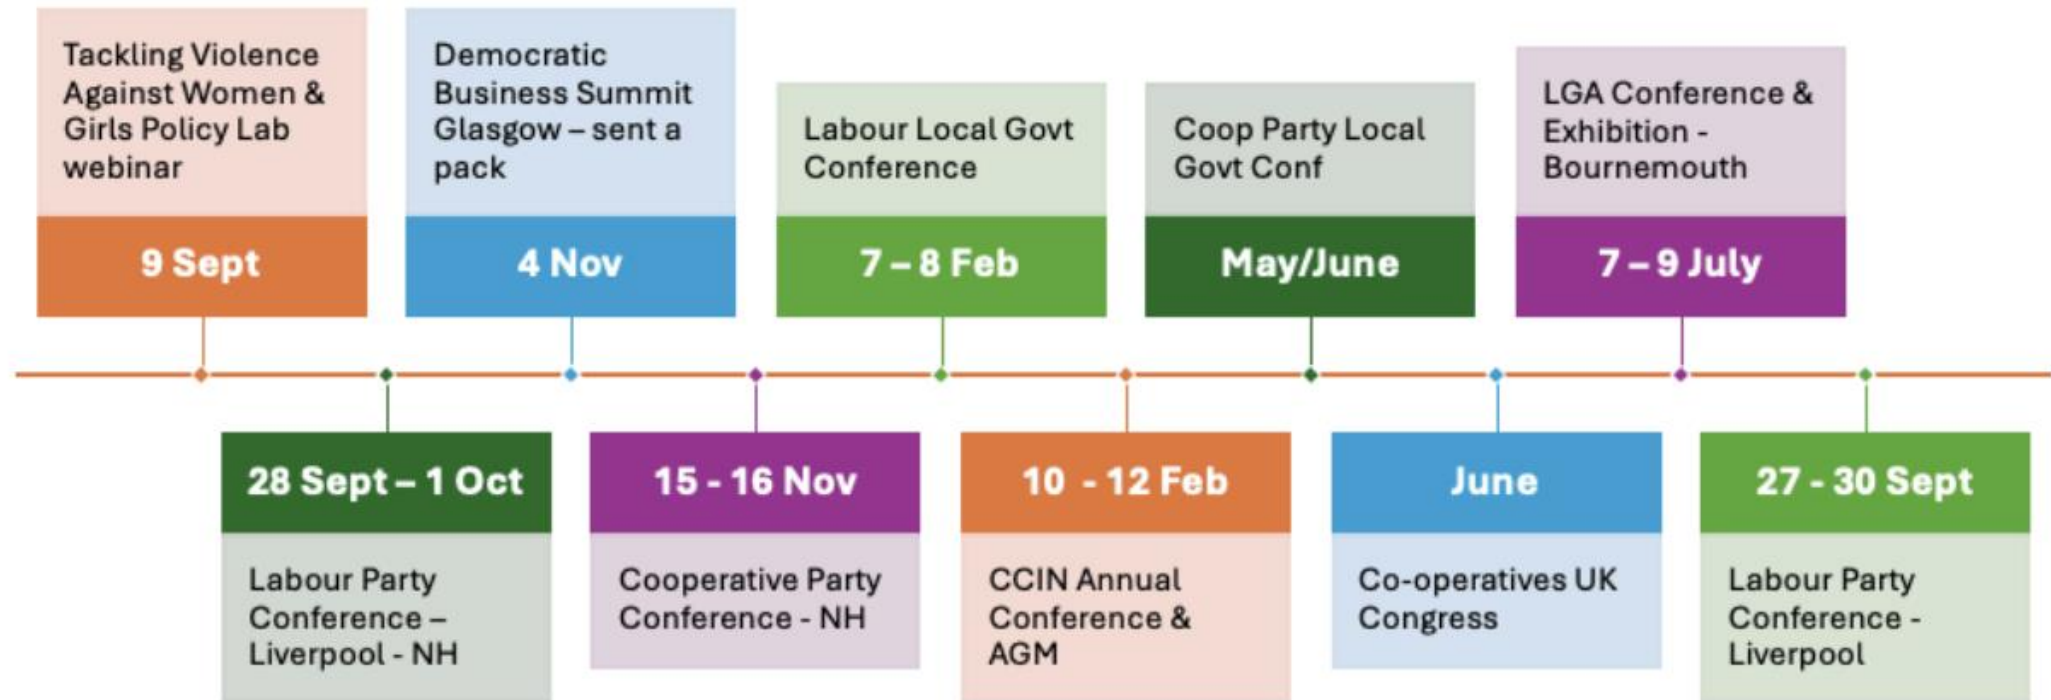 Tackling Violence
Against Women &
Girls Policy Lab
webinar
9 Sept
28 Sept – 1 Oct
Labour Party
Conference –
Liverpool - NH
Democratic
Business Summit
Glasgow – sent a
pack
4 Nov
15 - 16 Nov
Cooperative Party
Conference - NH
Labour Local Govt
Conference
7 – 8 Feb
10 - 12 Feb
CCIN Annual
Conference &
AGM
Coop Party Local
Govt Conf
May/June
June
Co-operatives UK
Congress
LGA Conference &
Exhibition -
Bournemouth
7 – 9 July
27 - 30 Sept
Labour Party
Conference -
Liverpool